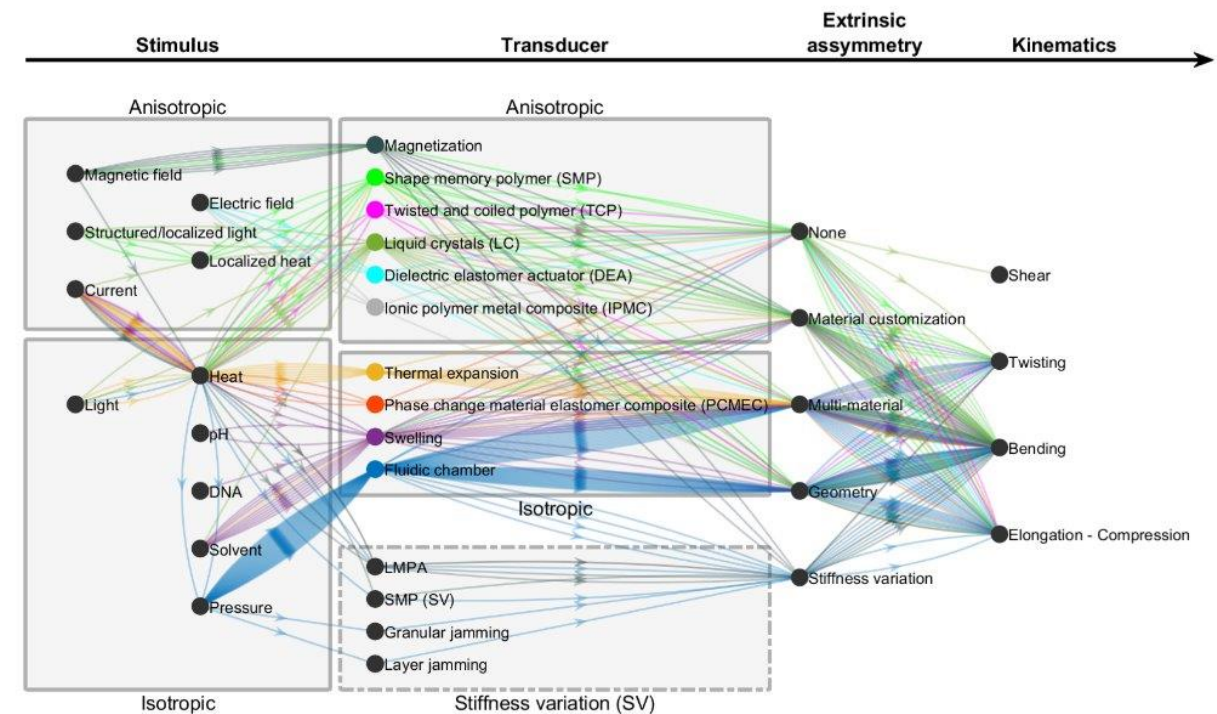 Stimulus
Transducer
Extrinsic
assymmetry
Kinematics
Anisotropic
Magnetic field
Electric field
Structured/localized light
Localized heat
Current
Light
Heat
pH
DNA
Solvent
Pressure
Isotropic
Anisotropic
Magnetization
Shape memory polymer (SMP)
Twisted and coiled polymer (TCP)
Liquid crystals (LC)
Dielectric elastomer actuator (DEA)
Ionic polymer metal composite (IPMC)
Thermal expansion
Phase change material elastomer composite (PCMEC)
Swelling
Fluidic chamber
Isotropic
LMPA
SMP (SV)
Granular jamming
Layer jamming
Stiffness variation (SV)
None
Material customization
Multi-material
Geometry
Stiffness variation
Shear
Twisting
Bending
Elongation - Compression